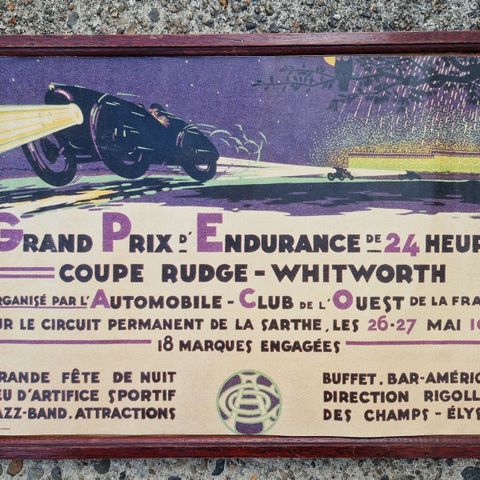 GRAND PRIX D'ENDURANCE DE 24 HEUR
COUPE RUDGE-WHITWORTH
RGANISÉ PAR L'AUTOMOBILE-CLUB DE L'OUEST DE LA FRA
UR LE CIRCUIT PERMANENT DE LA SARTHE, LES 26-27 MAI 1
18 MARQUES ENGAGÉES
RANDE FÊTE DE NUIT
EU D'ARTIFICE SPORTIF
AZZ-BAND. ATTRACTIONS
BUFFET. BAR-AMÉRIC
DIRECTION RIGOLL
DES CHAMPS-ÉLYS